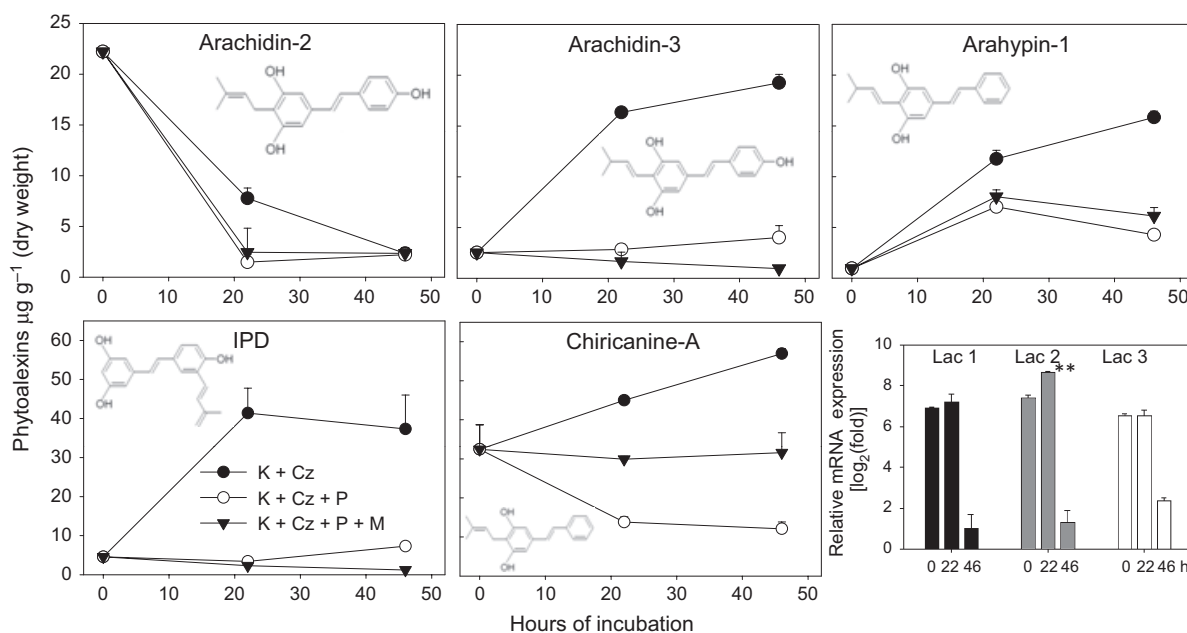 Arachidin-2
Arachidin-3
Arahypin-1
25
20
15
10
5
0
OH
OH
OH
OH
OH
OH
OH
OH
0 10 20 30 40 50
0 10 20 30 40 50
0 10 20 30 40 50
Phytoalexins µg g⁻¹ (dry weight)
IPD
Chiricanine-A
60
50
40
30
20
10
0
OH
OH
OH
K + Cz
K + Cz + P
K + Cz + P + M
OH
OH
0 10 20 30 40 50
0 10 20 30 40 50
Hours of incubation
Relative mRNA expression
[log₂(fold)]
10
8
6
4
2
0
Lac 1 Lac 2 Lac 3
**
0 22 46 0 22 46 0 22 46 h